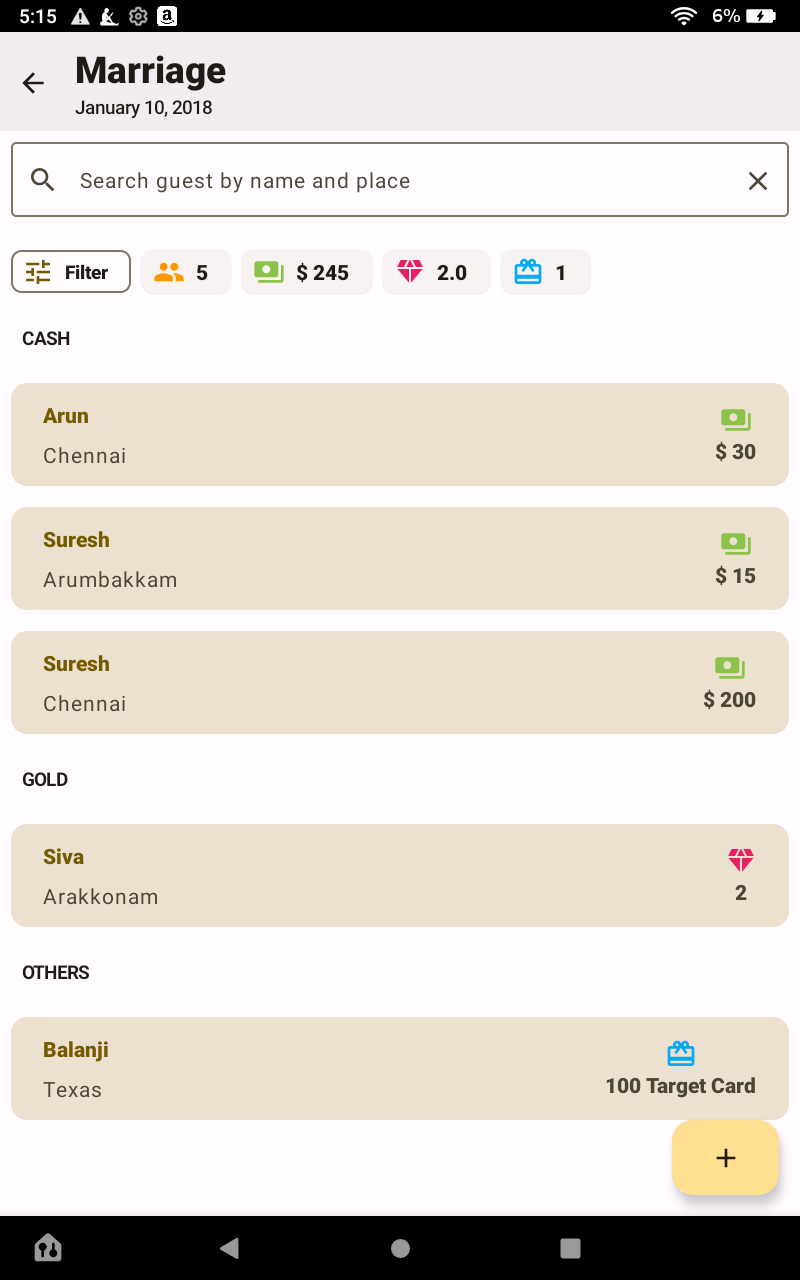 5:15
6%
Marriage
January 10, 2018
Search guest by name and place
Filter
5
$ 245
2.0
1
CASH
Arun
Chennai
$ 30
Suresh
Arumbakkam
$ 15
Suresh
Chennai
$ 200
GOLD
Siva
Arakkonam
2
OTHERS
Balanji
Texas
100 Target Card